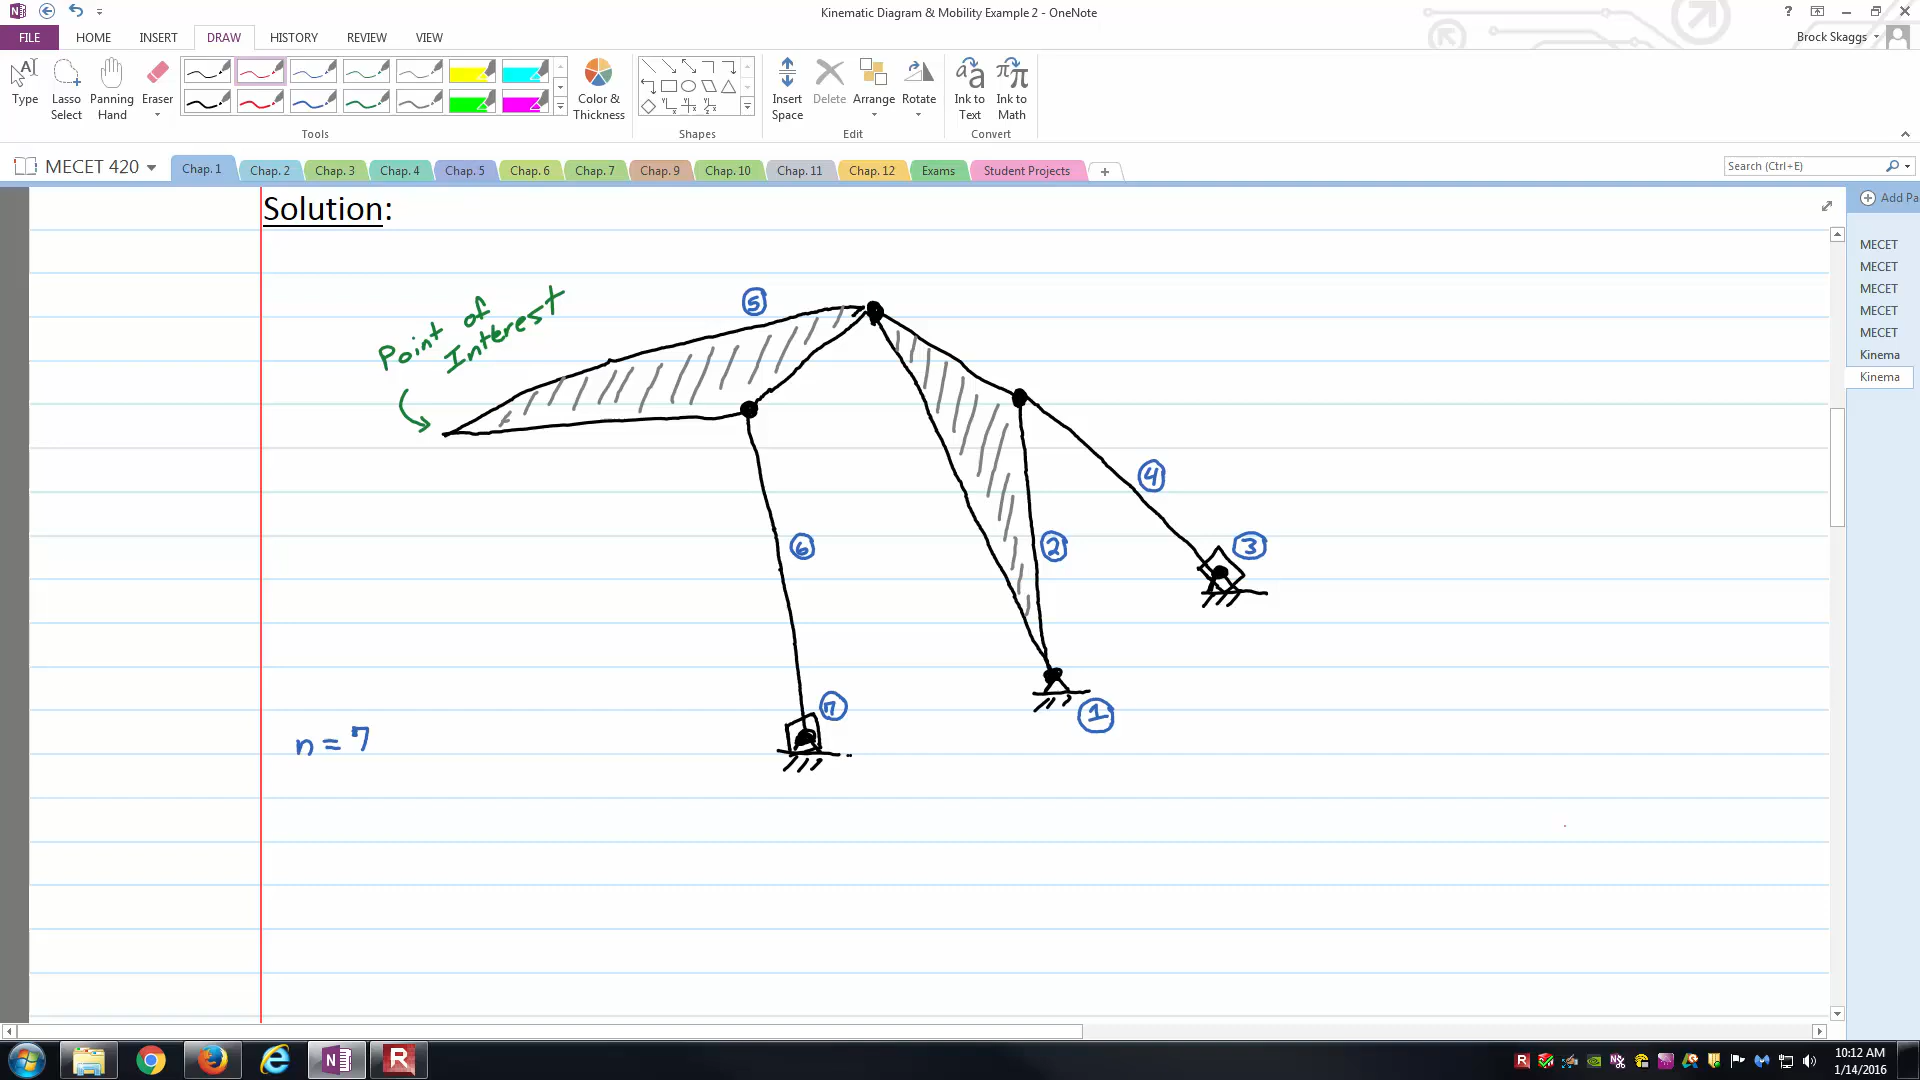 Kinematic Diagram & Mobility Example 2 - OneNote
FILE HOME INSERT DRAW HISTORY REVIEW VIEW
Brock Skaggs
Type
Lasso Select
Panning Hand
Eraser
Color & Thickness
Insert Space
Delete
Arrange
Rotate
Ink to Text
Ink to Math
Tools
Shapes
Edit
Convert
MECET 420
Chap. 1 Chap. 2 Chap. 3 Chap. 4 Chap. 5 Chap. 6 Chap. 7 Chap. 9 Chap. 10 Chap. 11 Chap. 12 Exams Student Projects
Search (Ctrl+E)
Add Pa
MECET
MECET
MECET
MECET
MECET
Kinema
Kinema
Solution:
Point of
Interest
5
4
6
2
3
7
1
n = 7
10:12 AM
1/14/2016